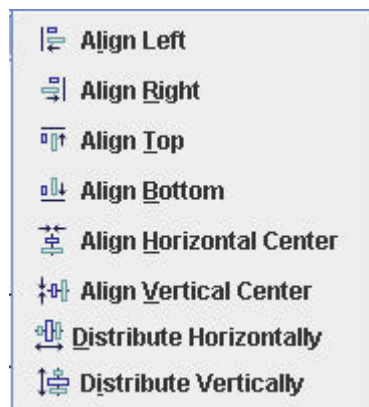 Align Left
Align Right
Align Top
Align Bottom
Align Horizontal Center
Align Vertical Center
Distribute Horizontally
Distribute Vertically